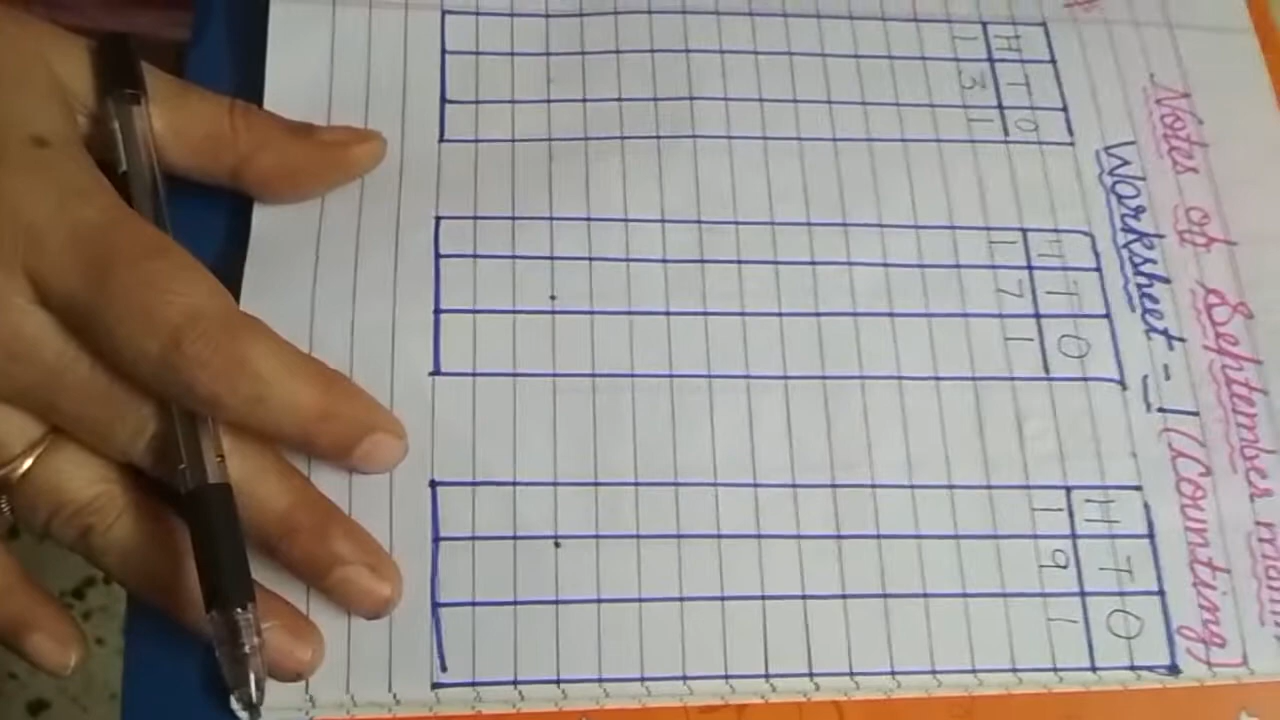 Notes of September
Worksheet - 1 (Counting)
H T O
1 3 1
H T O
1 7 1
H T O
1 9 1